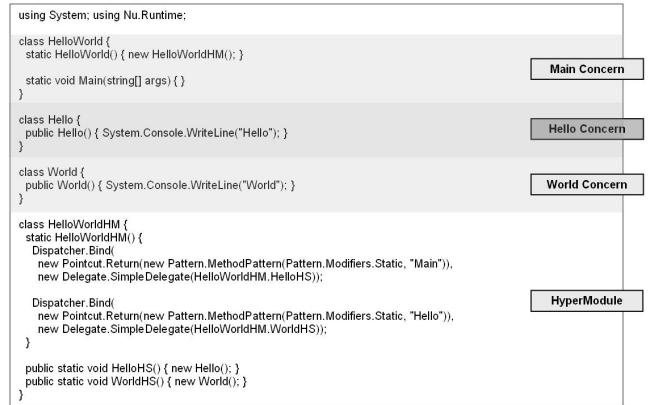 using System; using Nu.Runtime;
class HelloWorld {
static HelloWorld() { new HelloWorldHM(); }
static void Main(string[] args) { }
}
Main Concern
class Hello {
public Hello() { System.Console.WriteLine("Hello"); }
}
Hello Concern
class World {
public World() { System.Console.WriteLine("World"); }
}
World Concern
class HelloWorldHM {
static HelloWorldHM() {
Dispatcher.Bind(
new Pointcut.Return(new Pattern.MethodPattern(Pattern.Modifiers.Static, "Main")),
new Delegate.SimpleDelegate(HelloWorldHM.HelloHS));
Dispatcher.Bind(
new Pointcut.Return(new Pattern.MethodPattern(Pattern.Modifiers.Static, "Hello")),
new Delegate.SimpleDelegate(HelloWorldHM.WorldHS));
}
public static void HelloHS() { new Hello(); }
public static void WorldHS() { new World(); }
}
HyperModule